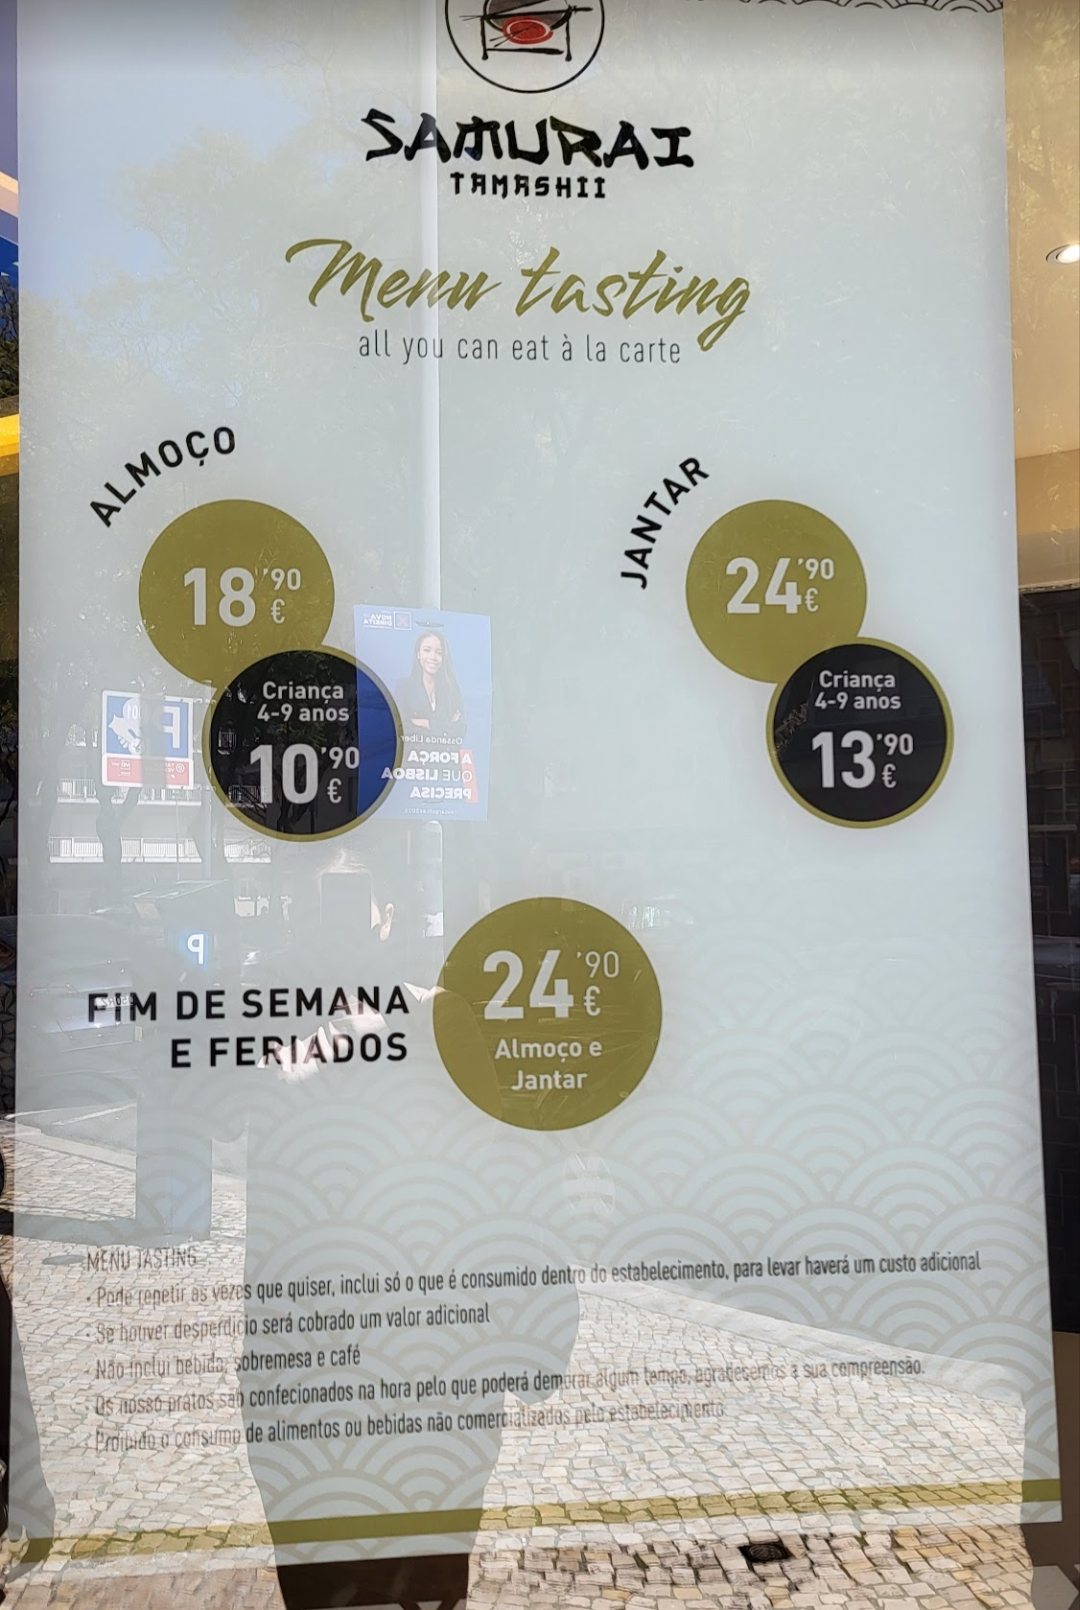 SAMURAI
TAMASHII
Menu tasting
all you can eat à la carte
ALMOÇO
18'90
€
Criança
4-9 anos
10'90
€
JANTAR
24'90
€
Criança
4-9 anos
13'90
€
FIM DE SEMANA
E FERIADOS
24'90
€
Almoço e
Jantar
NOVA
DIREITA
Ossanda Liber
A FORÇA
QUE LISBOA
PRECISA
P
MENU TASTING
- Pode repetir as vezes que quiser, inclui só o que é consumido dentro do estabelecimento, para levar haverá um custo adicional
- Se houver desperdício será cobrado um valor adicional
- Não inclui bebida, sobremesa e café
- Os nosso pratos são confecionados na hora pelo que poderá demorar algum tempo, agradecemos a sua compreensão.
- Proibido o consumo de alimentos ou bebidas não comercializados pelo estabelecimento